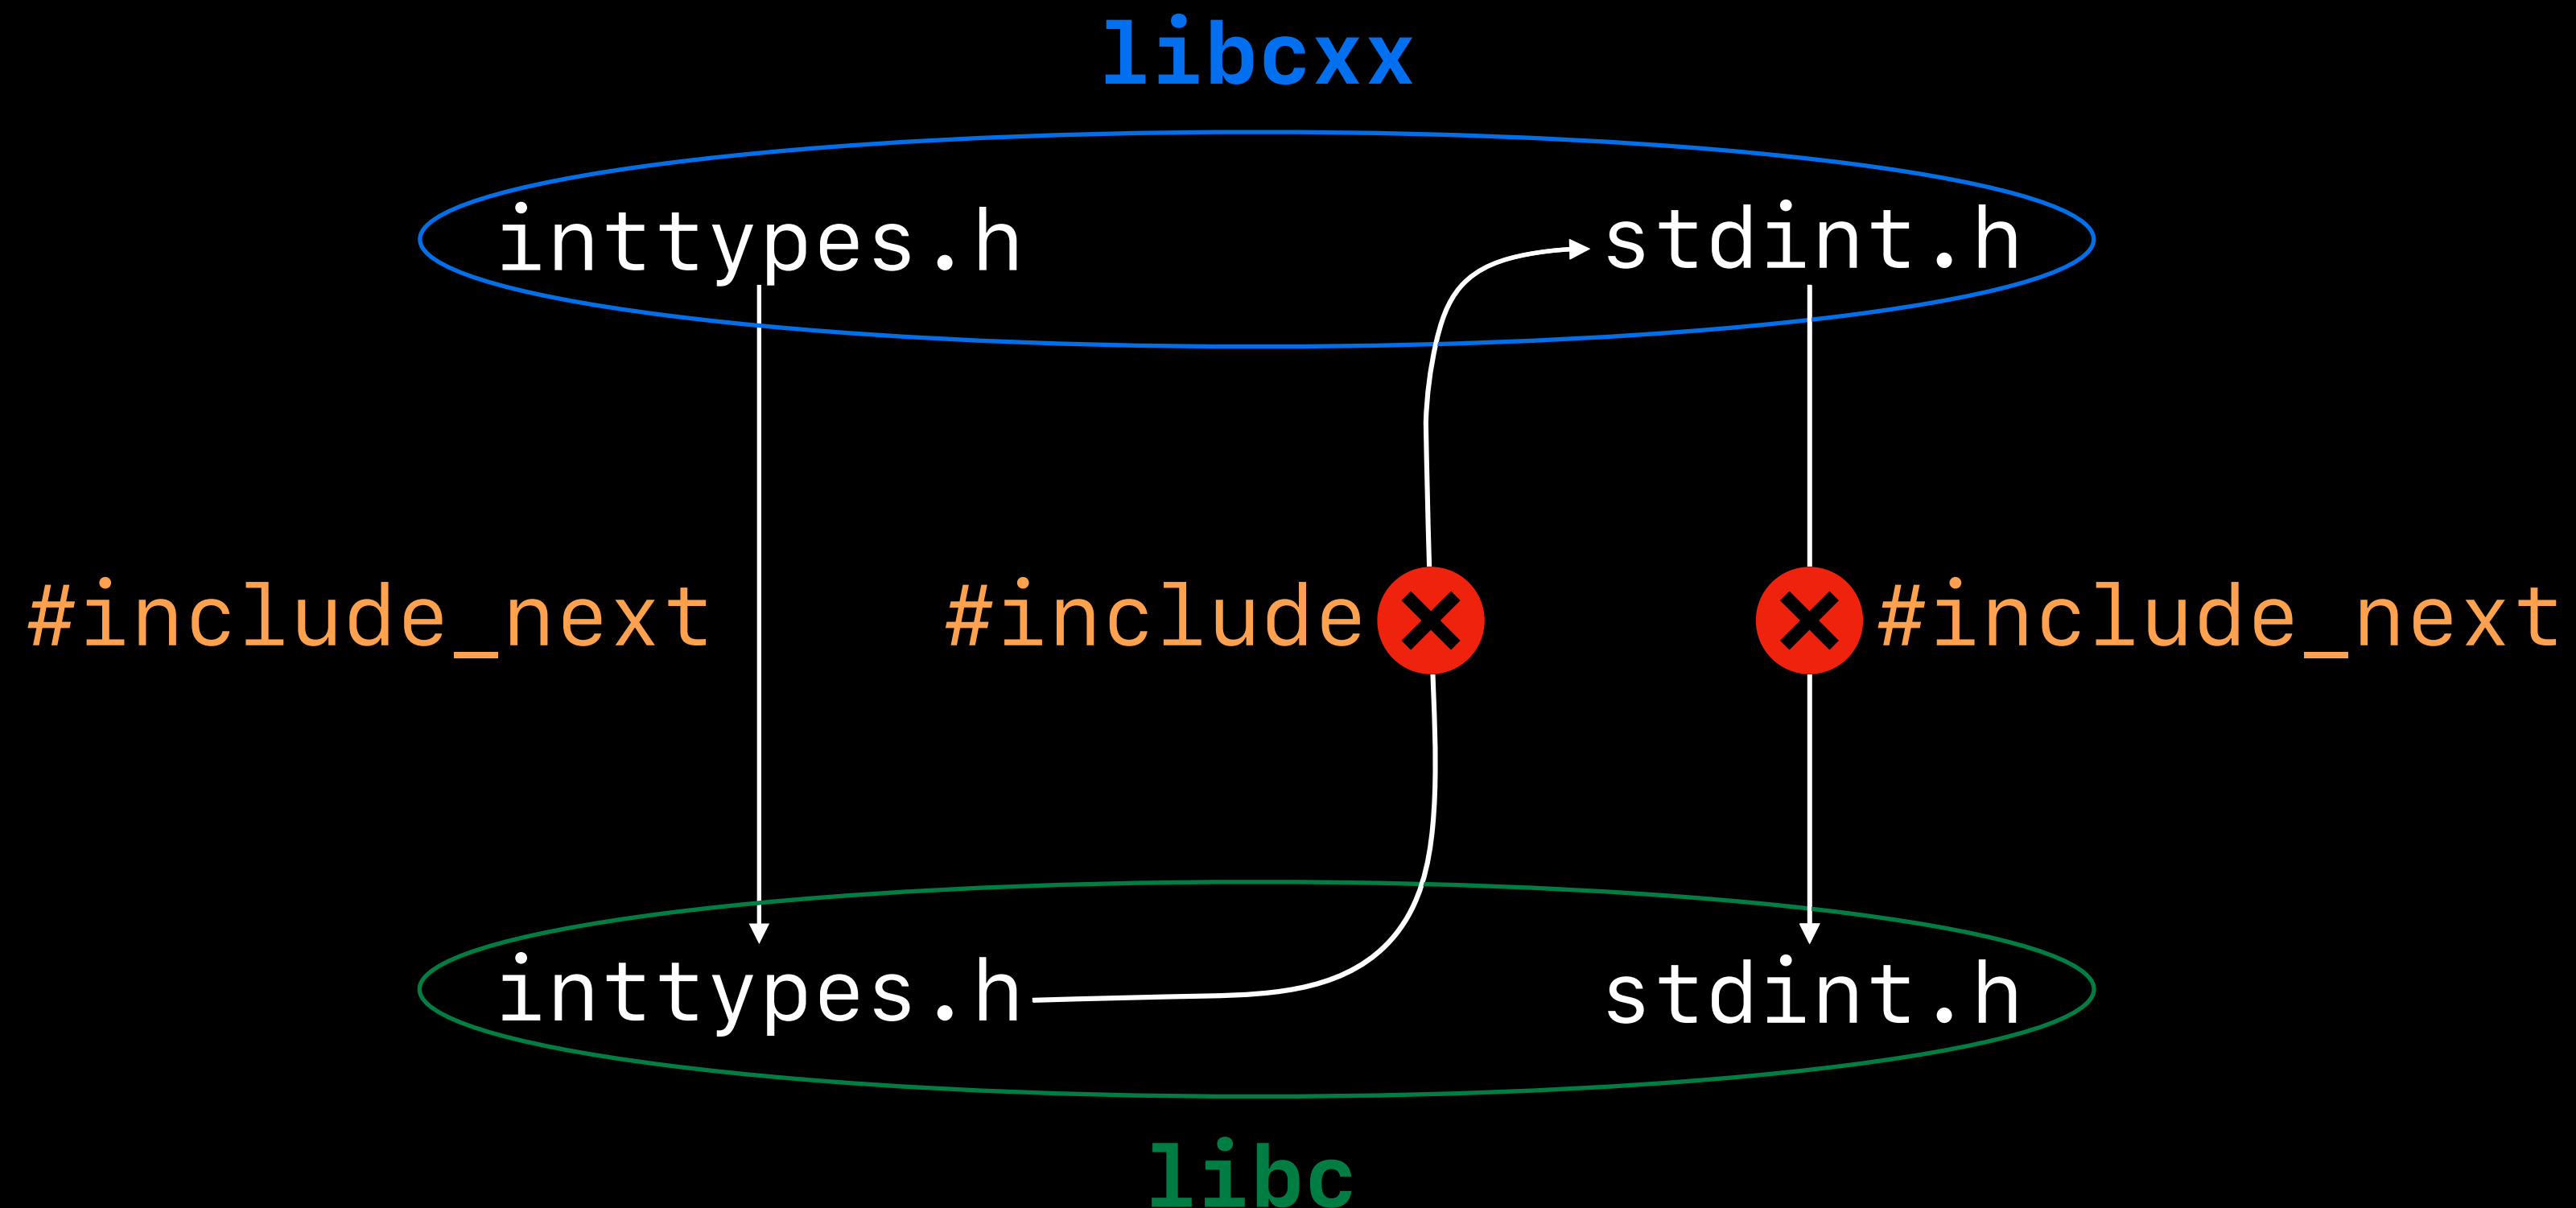 libcxx
inttypes.h
stdint.h
#include_next
#include
#include_next
inttypes.h
stdint.h
libc